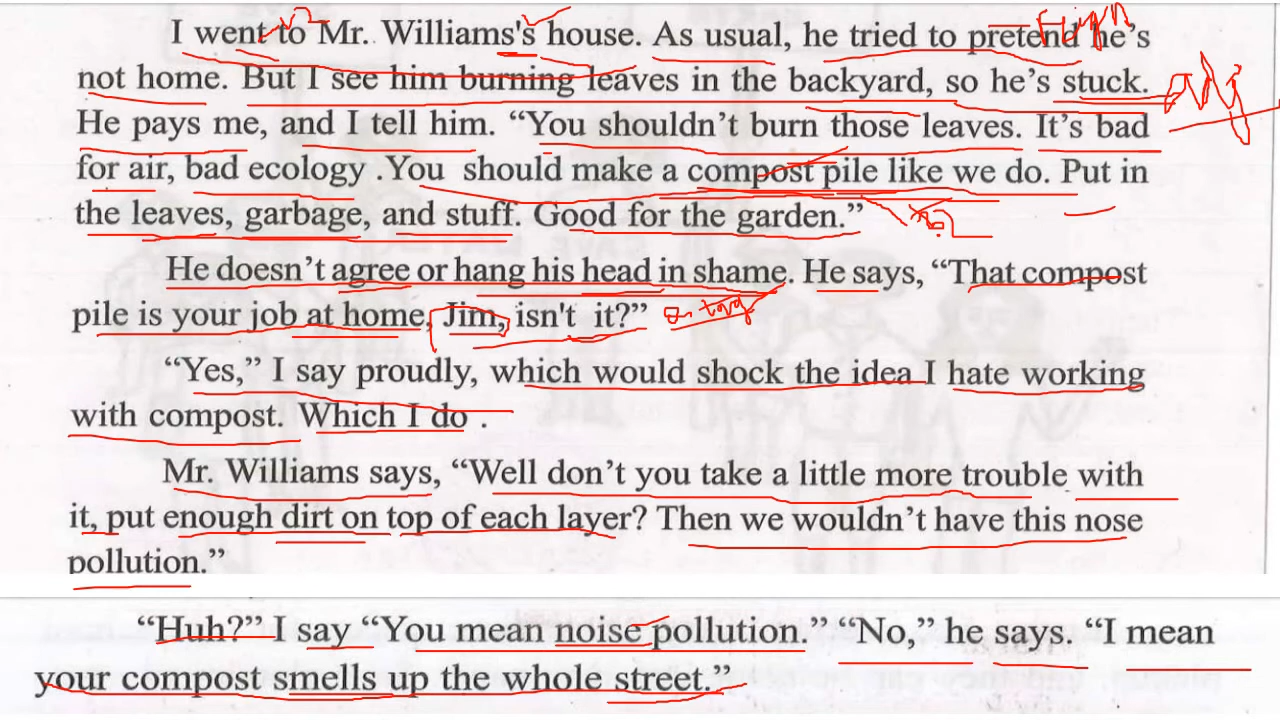 I went to Mr. Williams's house. As usual, he tried to pretend he's
not home. But I see him burning leaves in the backyard, so he's stuck.
adj
He pays me, and I tell him. “You shouldn't burn those leaves. It's bad
for air, bad ecology .You should make a compost pile like we do. Put in
the leaves, garbage, and stuff. Good for the garden.”
He doesn't agree or hang his head in shame. He says, “That compost
pile is your job at home, Jim, isn't it?”
“Yes,” I say proudly, which would shock the idea I hate working
with compost. Which I do .
Mr. Williams says, “Well don't you take a little more trouble with
it, put enough dirt on top of each layer? Then we wouldn't have this nose
pollution.”
“Huh?” I say “You mean noise pollution.” “No,” he says. “I mean
your compost smells up the whole street.”